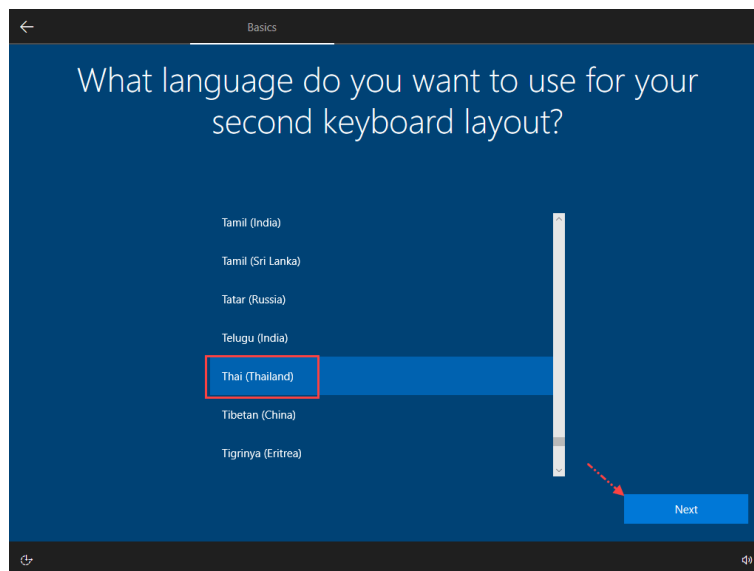 Basics
What language do you want to use for your
second keyboard layout?
Tamil (India)
Tamil (Sri Lanka)
Tatar (Russia)
Telugu (India)
Thai (Thailand)
Tibetan (China)
Tigrinya (Eritrea)
Next